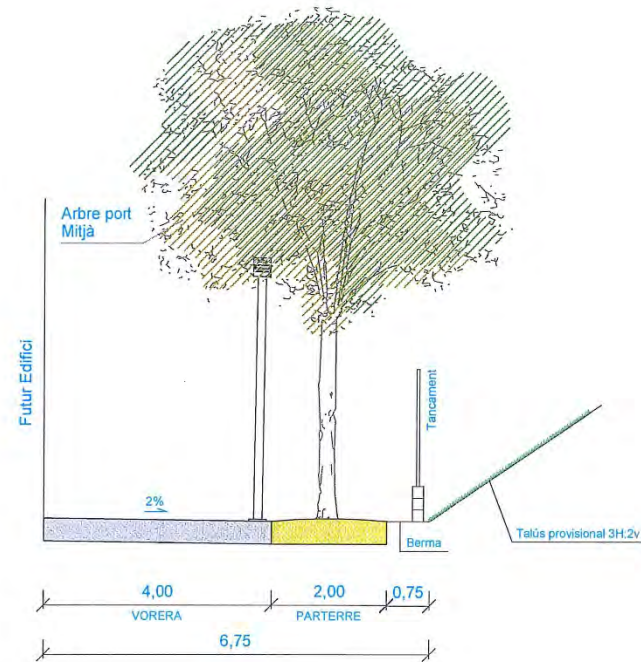 Arbre port
Mitjà
Futur Edifici
Tancament
2%
Talús provisional 3H:2v
Berma
4,00
2,00
0,75
VORERA
PARTERRE
6,75